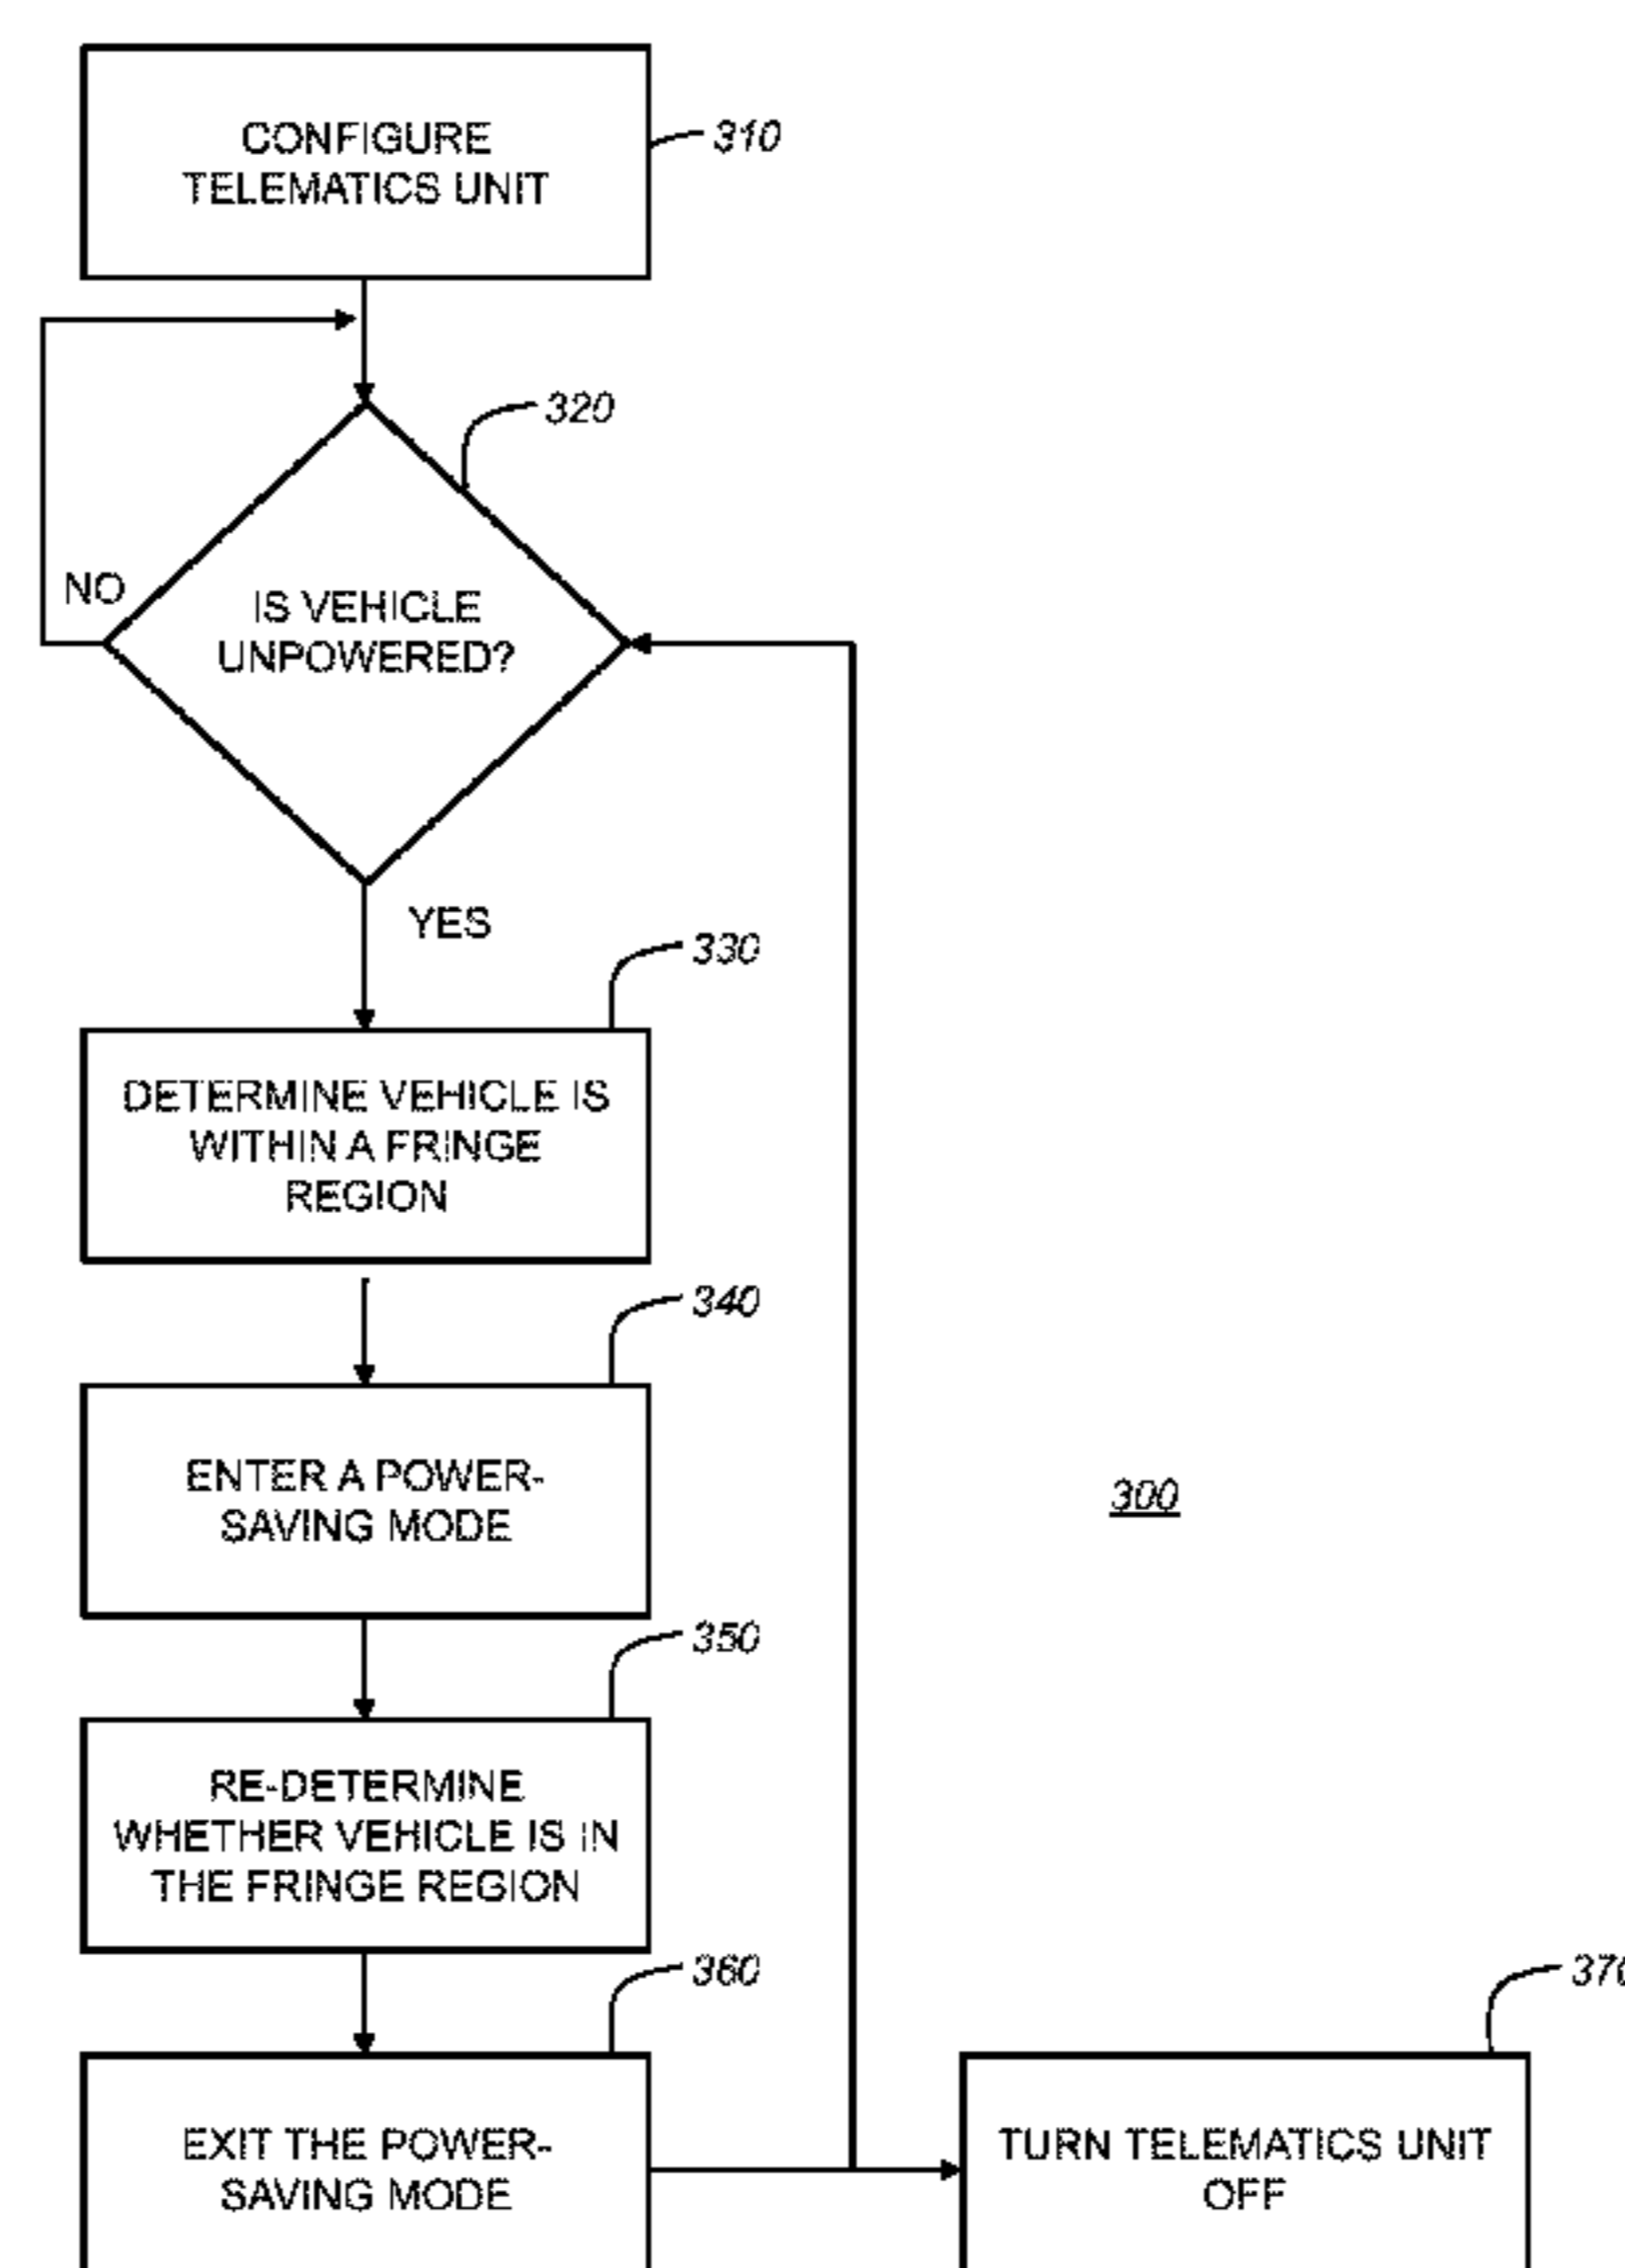 CONFIGURE
TELEMATICS UNIT
310
320
NO
IS VEHICLE
UNPOWERED?
YES
330
DETERMINE VEHICLE IS
WITHIN A FRINGE
REGION
340
ENTER A POWER-
SAVING MODE
300
350
RE-DETERMINE
WHETHER VEHICLE IS IN
THE FRINGE REGION
360
370
EXIT THE POWER-
SAVING MODE
TURN TELEMATICS UNIT
OFF